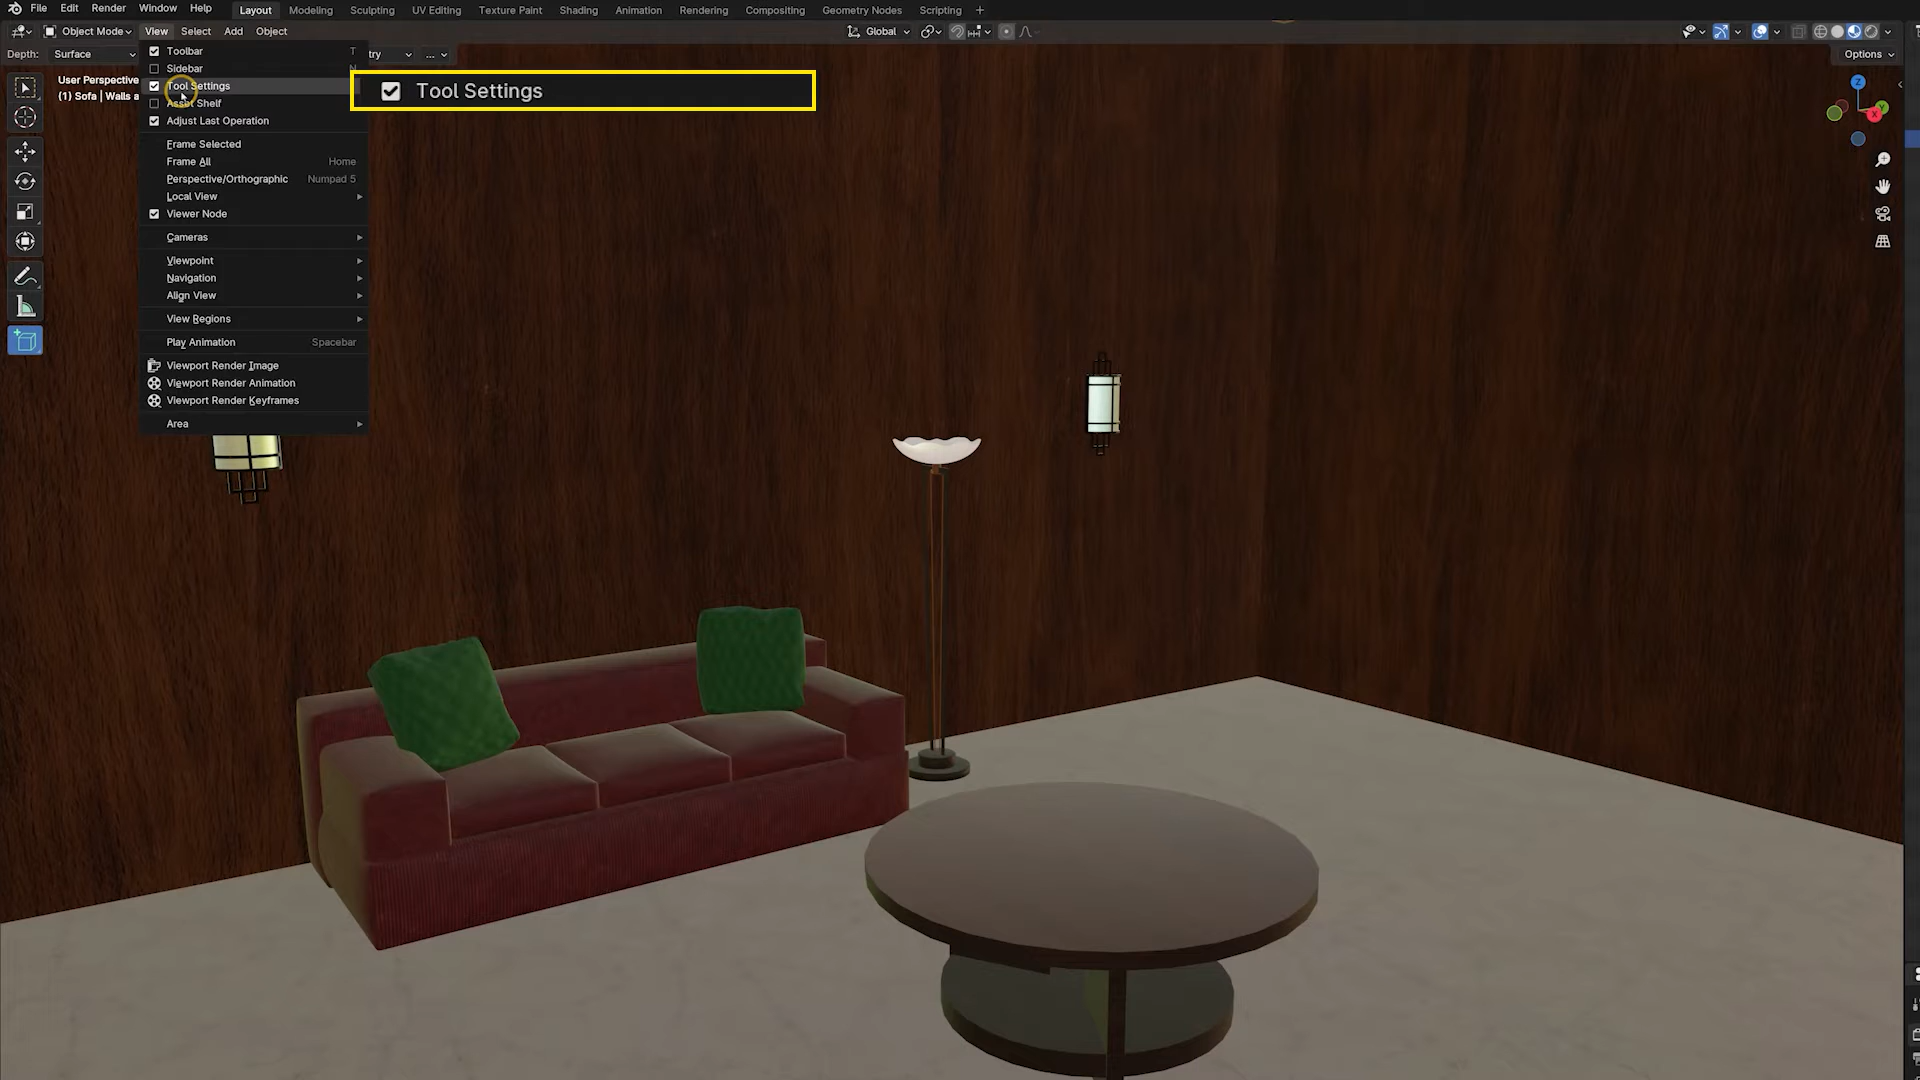 File Edit Render Window Help Layout Modeling Sculpting UV Editing Texture Paint Shading Animation Rendering Compositing Geometry Nodes Scripting +
Object Mode View Select Add Object Global
Depth: Surface try ... Options
User Perspective
(1) Sofa | Walls a
Toolbar T
Sidebar N
Tool Settings
Asset Shelf
Adjust Last Operation
Frame Selected
Frame All Home
Perspective/Orthographic Numpad 5
Local View
Viewer Node
Cameras
Viewpoint
Navigation
Align View
View Regions
Play Animation Spacebar
Viewport Render Image
Viewport Render Animation
Viewport Render Keyframes
Area
Tool Settings
Z
Y
X